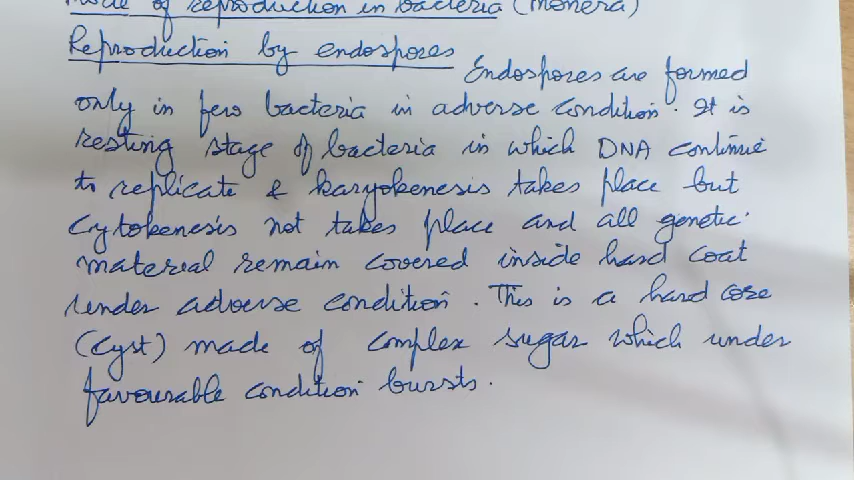 Mode of reproduction in bacteria (Monera)
Reproduction by endospores
Endospores are formed
only in few bacteria in adverse condition. It is
resting stage of bacteria in which DNA continue
to replicate & karyokenesis takes place but
Cytokenesis not takes place and all genetic
material remain covered inside hard coat
under adverse condition. This is a hard core
(Cyst) made of complex sugar which under
favourable condition bursts.